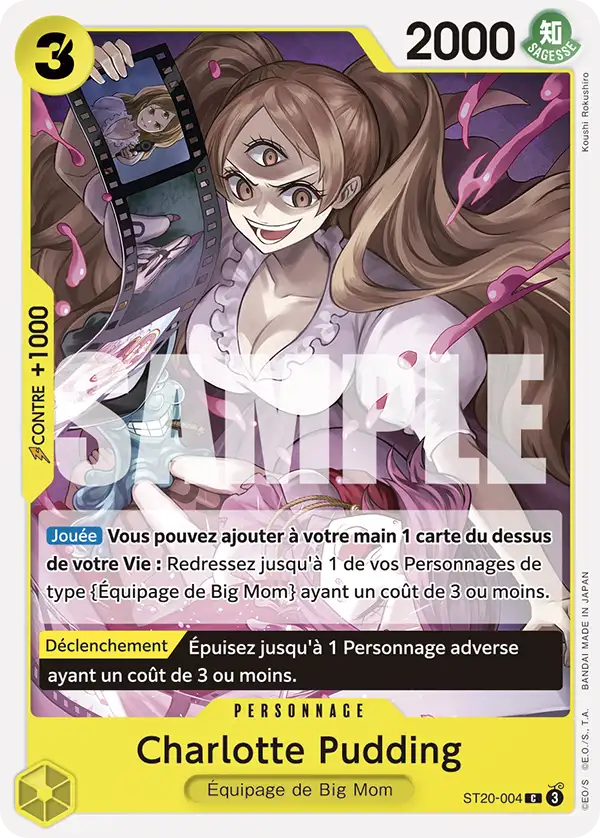 3
2000
知
SAGESSE
Koushi Rokushiro
CONTRE +1000
SAMPLE
Jouée Vous pouvez ajouter à votre main 1 carte du dessus
de votre Vie : Redressez jusqu'à 1 de vos Personnages de
type {Équipage de Big Mom} ayant un coût de 3 ou moins.
Déclenchement Épuisez jusqu'à 1 Personnage adverse
ayant un coût de 3 ou moins.
PERSONNAGE
Charlotte Pudding
Équipage de Big Mom
ST20-004 C 3
©E.O./S., T.A. BANDAI MADE IN JAPAN
©EO/S